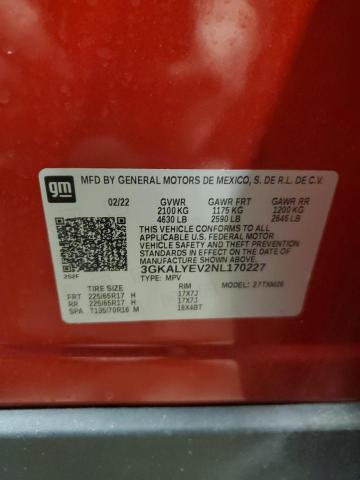 gm
MFD BY GENERAL MOTORS DE MEXICO, S. DE R.L. DE C.V.
02/22 GVWR GAWR FRT GAWR RR
2100 KG 1175 KG 1200 KG
4630 LB 2590 LB 2645 LB
THIS VEHICLE CONFORMS TO ALL
APPLICABLE U.S. FEDERAL MOTOR
VEHICLE SAFETY AND THEFT PREVENTION
STANDARDS IN EFFECT ON THE DATE OF
MANUFACTURE SHOWN ABOVE.
3GKALYEV2NL170227
252F TYPE: MPV
TIRE SIZE RIM MODEL: 27TXM26
FRT 225/65R17 H 17X7J
RR 225/65R17 H 17X7J
SPA T135/70R16 M 16X4BT